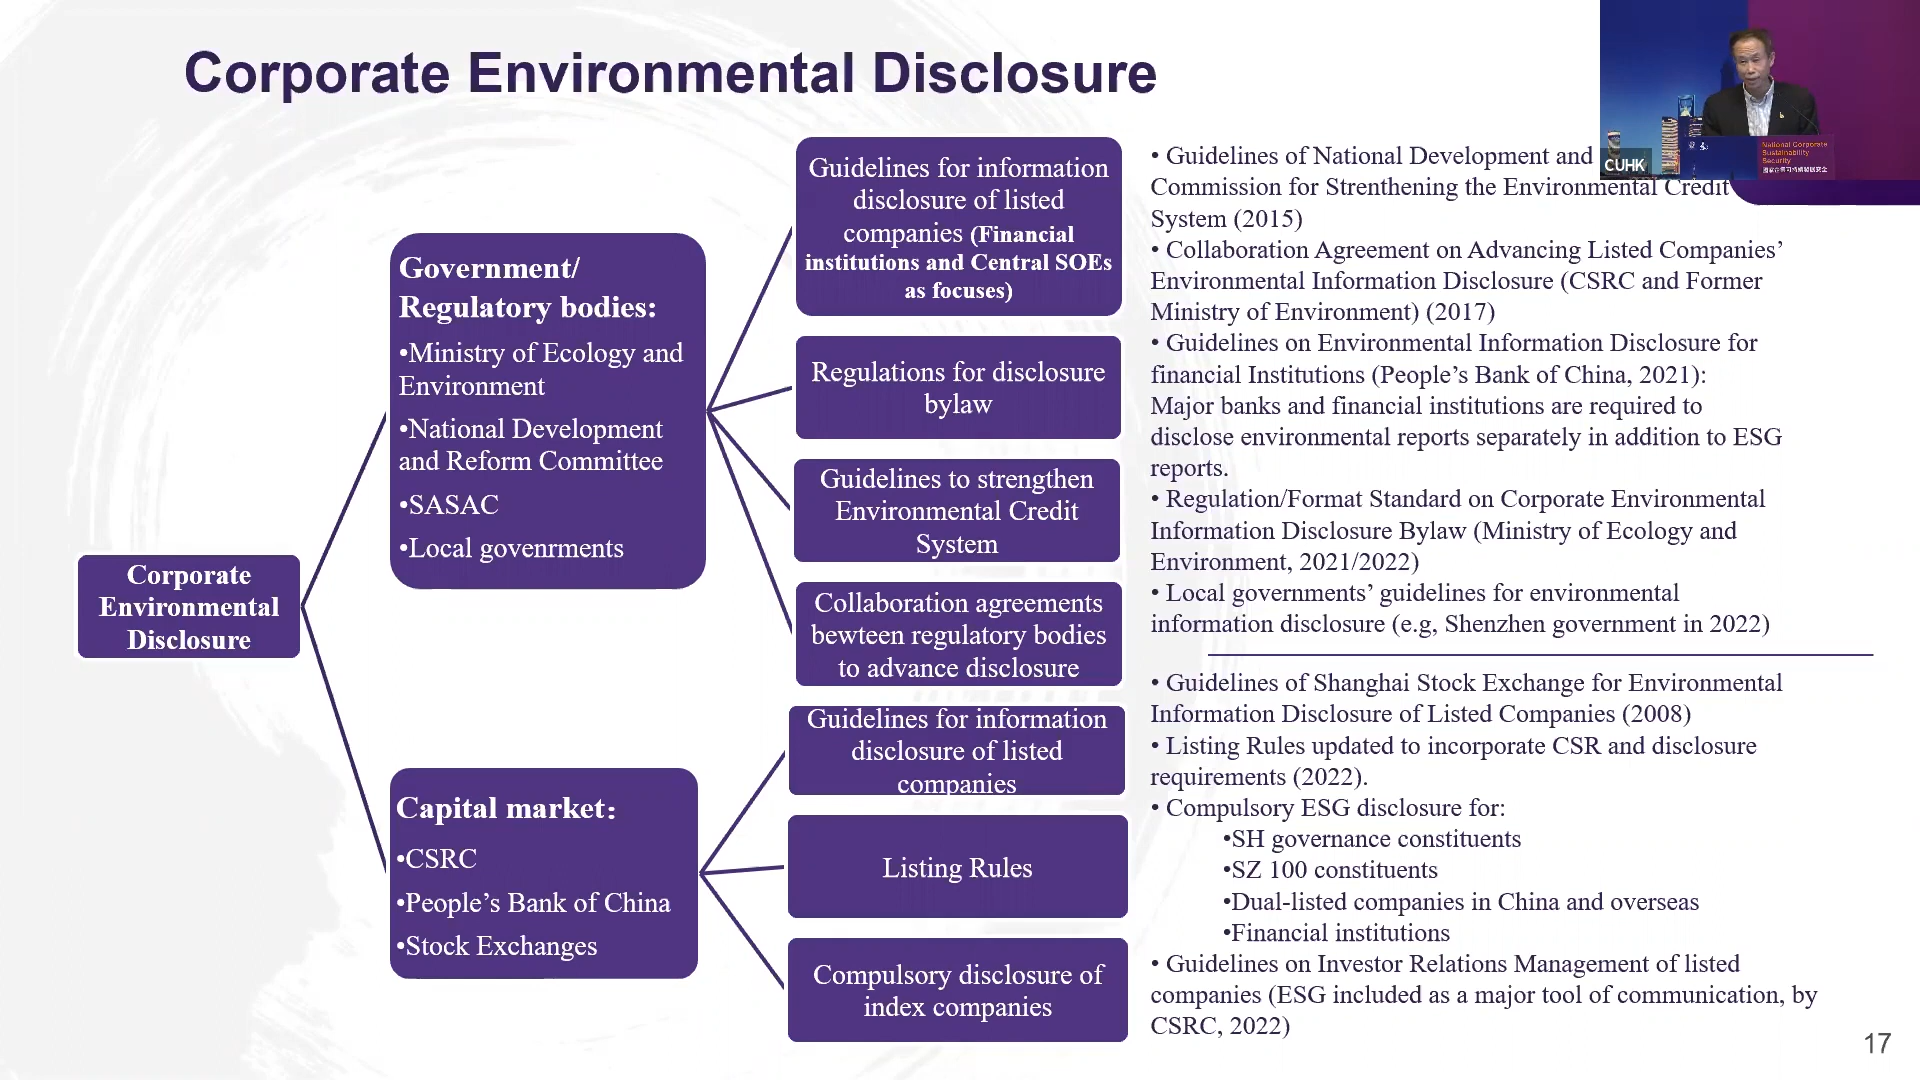 Corporate Environmental Disclosure
CUHK
National Corporate
Sustainability
Security
Corporate
Environmental
Disclosure
Government/
Regulatory bodies:
•Ministry of Ecology and
Environment
•National Development
and Reform Committee
•SASAC
•Local govenrments
Capital market：
•CSRC
•People’s Bank of China
•Stock Exchanges
Guidelines for information
disclosure of listed
companies (Financial
institutions and Central SOEs
as focuses)
Regulations for disclosure
bylaw
Guidelines to strengthen
Environmental Credit
System
Collaboration agreements
bewteen regulatory bodies
to advance disclosure
Guidelines for information
disclosure of listed
companies
Listing Rules
Compulsory disclosure of
index companies
• Guidelines of National Development and
Commission for Strenthening the Environmental Credit
System (2015)
• Collaboration Agreement on Advancing Listed Companies’
Environmental Information Disclosure (CSRC and Former
Ministry of Environment) (2017)
• Guidelines on Environmental Information Disclosure for
financial Institutions (People’s Bank of China, 2021):
Major banks and financial institutions are required to
disclose environmental reports separately in addition to ESG
reports.
• Regulation/Format Standard on Corporate Environmental
Information Disclosure Bylaw (Ministry of Ecology and
Environment, 2021/2022)
• Local governments’ guidelines for environmental
information disclosure (e.g, Shenzhen government in 2022)
• Guidelines of Shanghai Stock Exchange for Environmental
Information Disclosure of Listed Companies (2008)
• Listing Rules updated to incorporate CSR and disclosure
requirements (2022).
• Compulsory ESG disclosure for:
•SH governance constituents
•SZ 100 constituents
•Dual-listed companies in China and overseas
•Financial institutions
• Guidelines on Investor Relations Management of listed
companies (ESG included as a major tool of communication, by
CSRC, 2022)
17